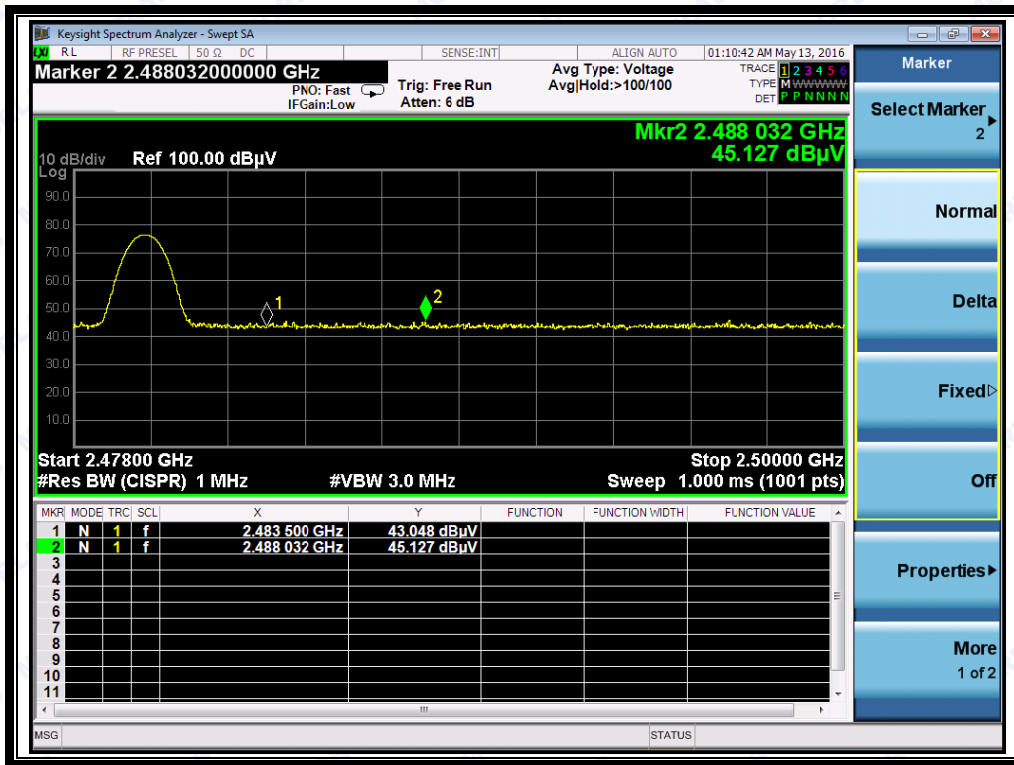 Keysight Spectrum Analyzer - Swept SA
LXI RL RF PRESEL 50 Ω DC SENSE:INT ALIGN AUTO 01:10:42 AM May 13, 2016
Marker 2 2.488032000000 GHz
PNO: Fast
IFGain:Low
Trig: Free Run
Atten: 6 dB
Avg Type: Voltage
Avg|Hold:>100/100
TRACE 1 2 3 4 5 6
TYPE M WWWWW
DET P P N N N N
Mkr2 2.488 032 GHz
45.127 dBµV
10 dB/div Ref 100.00 dBµV
Log
90.0
80.0
70.0
60.0
50.0
40.0
30.0
20.0
10.0
1
2
Start 2.47800 GHz Stop 2.50000 GHz
#Res BW (CISPR) 1 MHz #VBW 3.0 MHz Sweep 1.000 ms (1001 pts)
MKR MODE TRC SCL X Y FUNCTION FUNCTION WIDTH FUNCTION VALUE
1 N 1 f 2.483 500 GHz 43.048 dBµV
2 N 1 f 2.488 032 GHz 45.127 dBµV
3
4
5
6
7
8
9
10
11
MSG STATUS
Marker
Select Marker
2
Normal
Delta
Fixed
Off
Properties
More
1 of 2